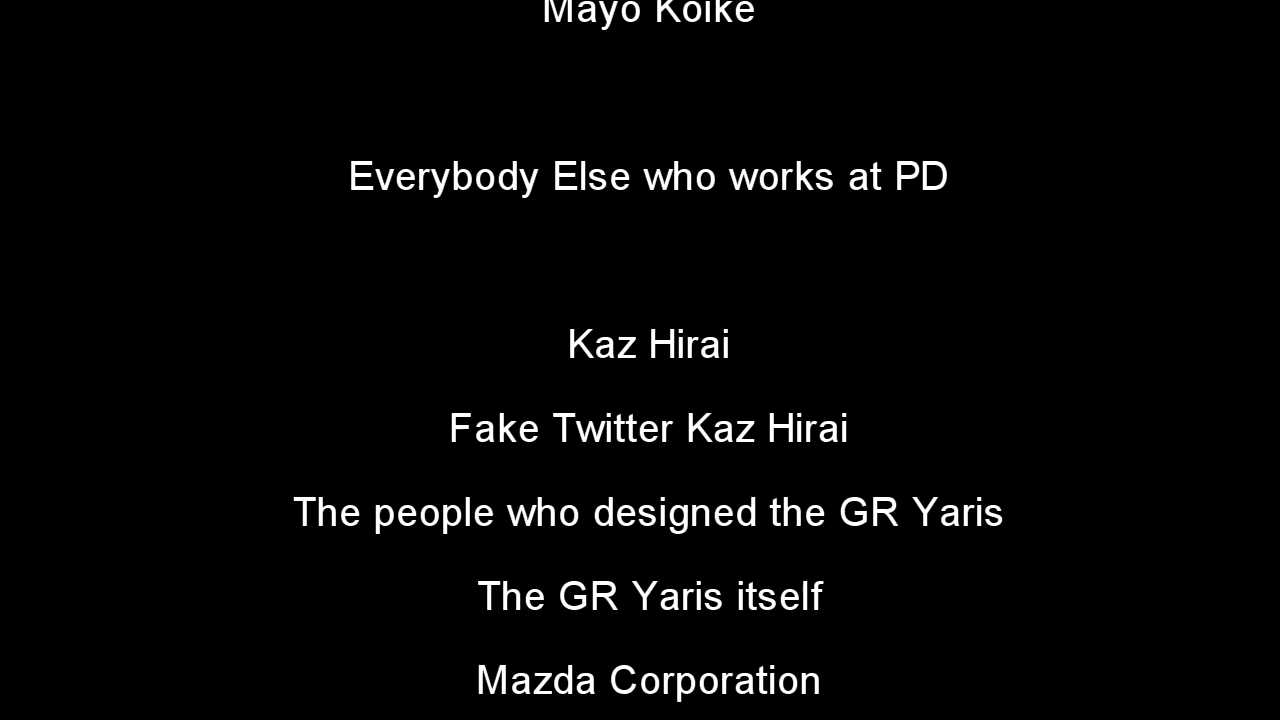 Mayo Koike
Everybody Else who works at PD
Kaz Hirai
Fake Twitter Kaz Hirai
The people who designed the GR Yaris
The GR Yaris itself
Mazda Corporation